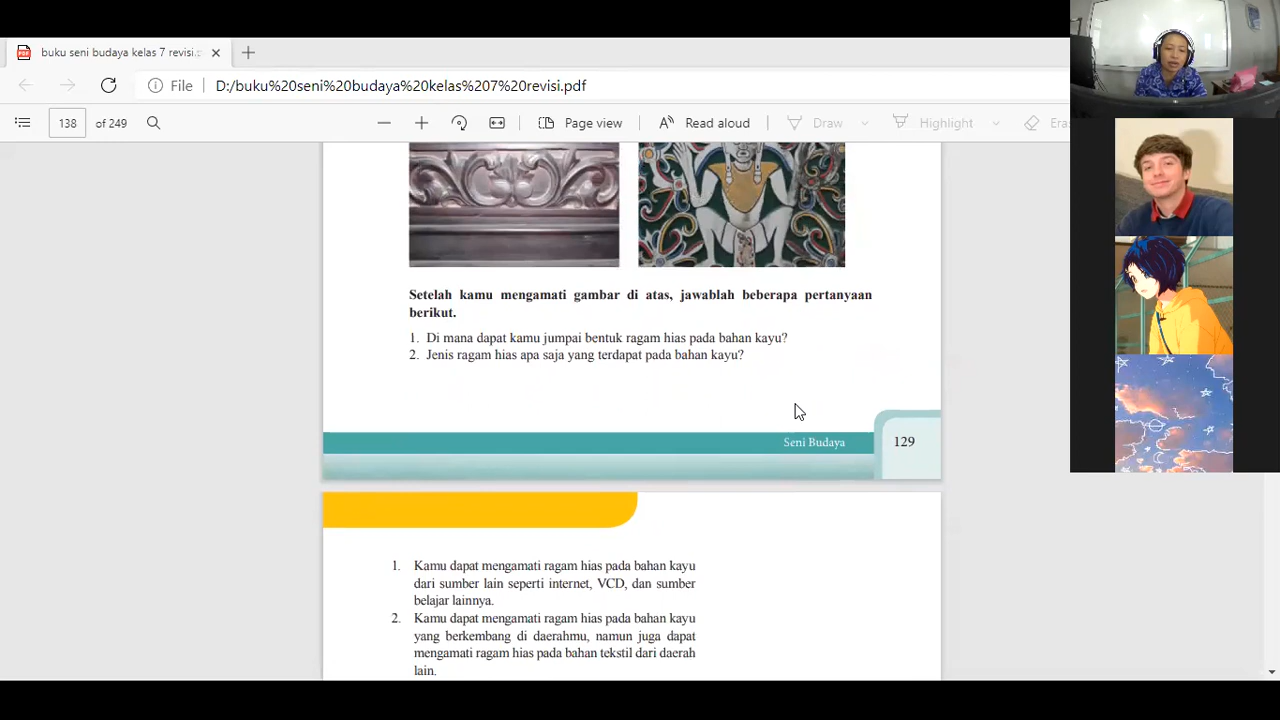 buku seni budaya kelas 7 revisi.p
File D:/buku%20seni%20budaya%20kelas%207%20revisi.pdf
138 of 249 Page view Read aloud Draw Highlight
Setelah kamu mengamati gambar di atas, jawablah beberapa pertanyaan
berikut.
1. Di mana dapat kamu jumpai bentuk ragam hias pada bahan kayu?
2. Jenis ragam hias apa saja yang terdapat pada bahan kayu?
Seni Budaya 129
1. Kamu dapat mengamati ragam hias pada bahan kayu
dari sumber lain seperti internet, VCD, dan sumber
belajar lainnya.
2. Kamu dapat mengamati ragam hias pada bahan kayu
yang berkembang di daerahmu, namun juga dapat
mengamati ragam hias pada bahan tekstil dari daerah
lain.